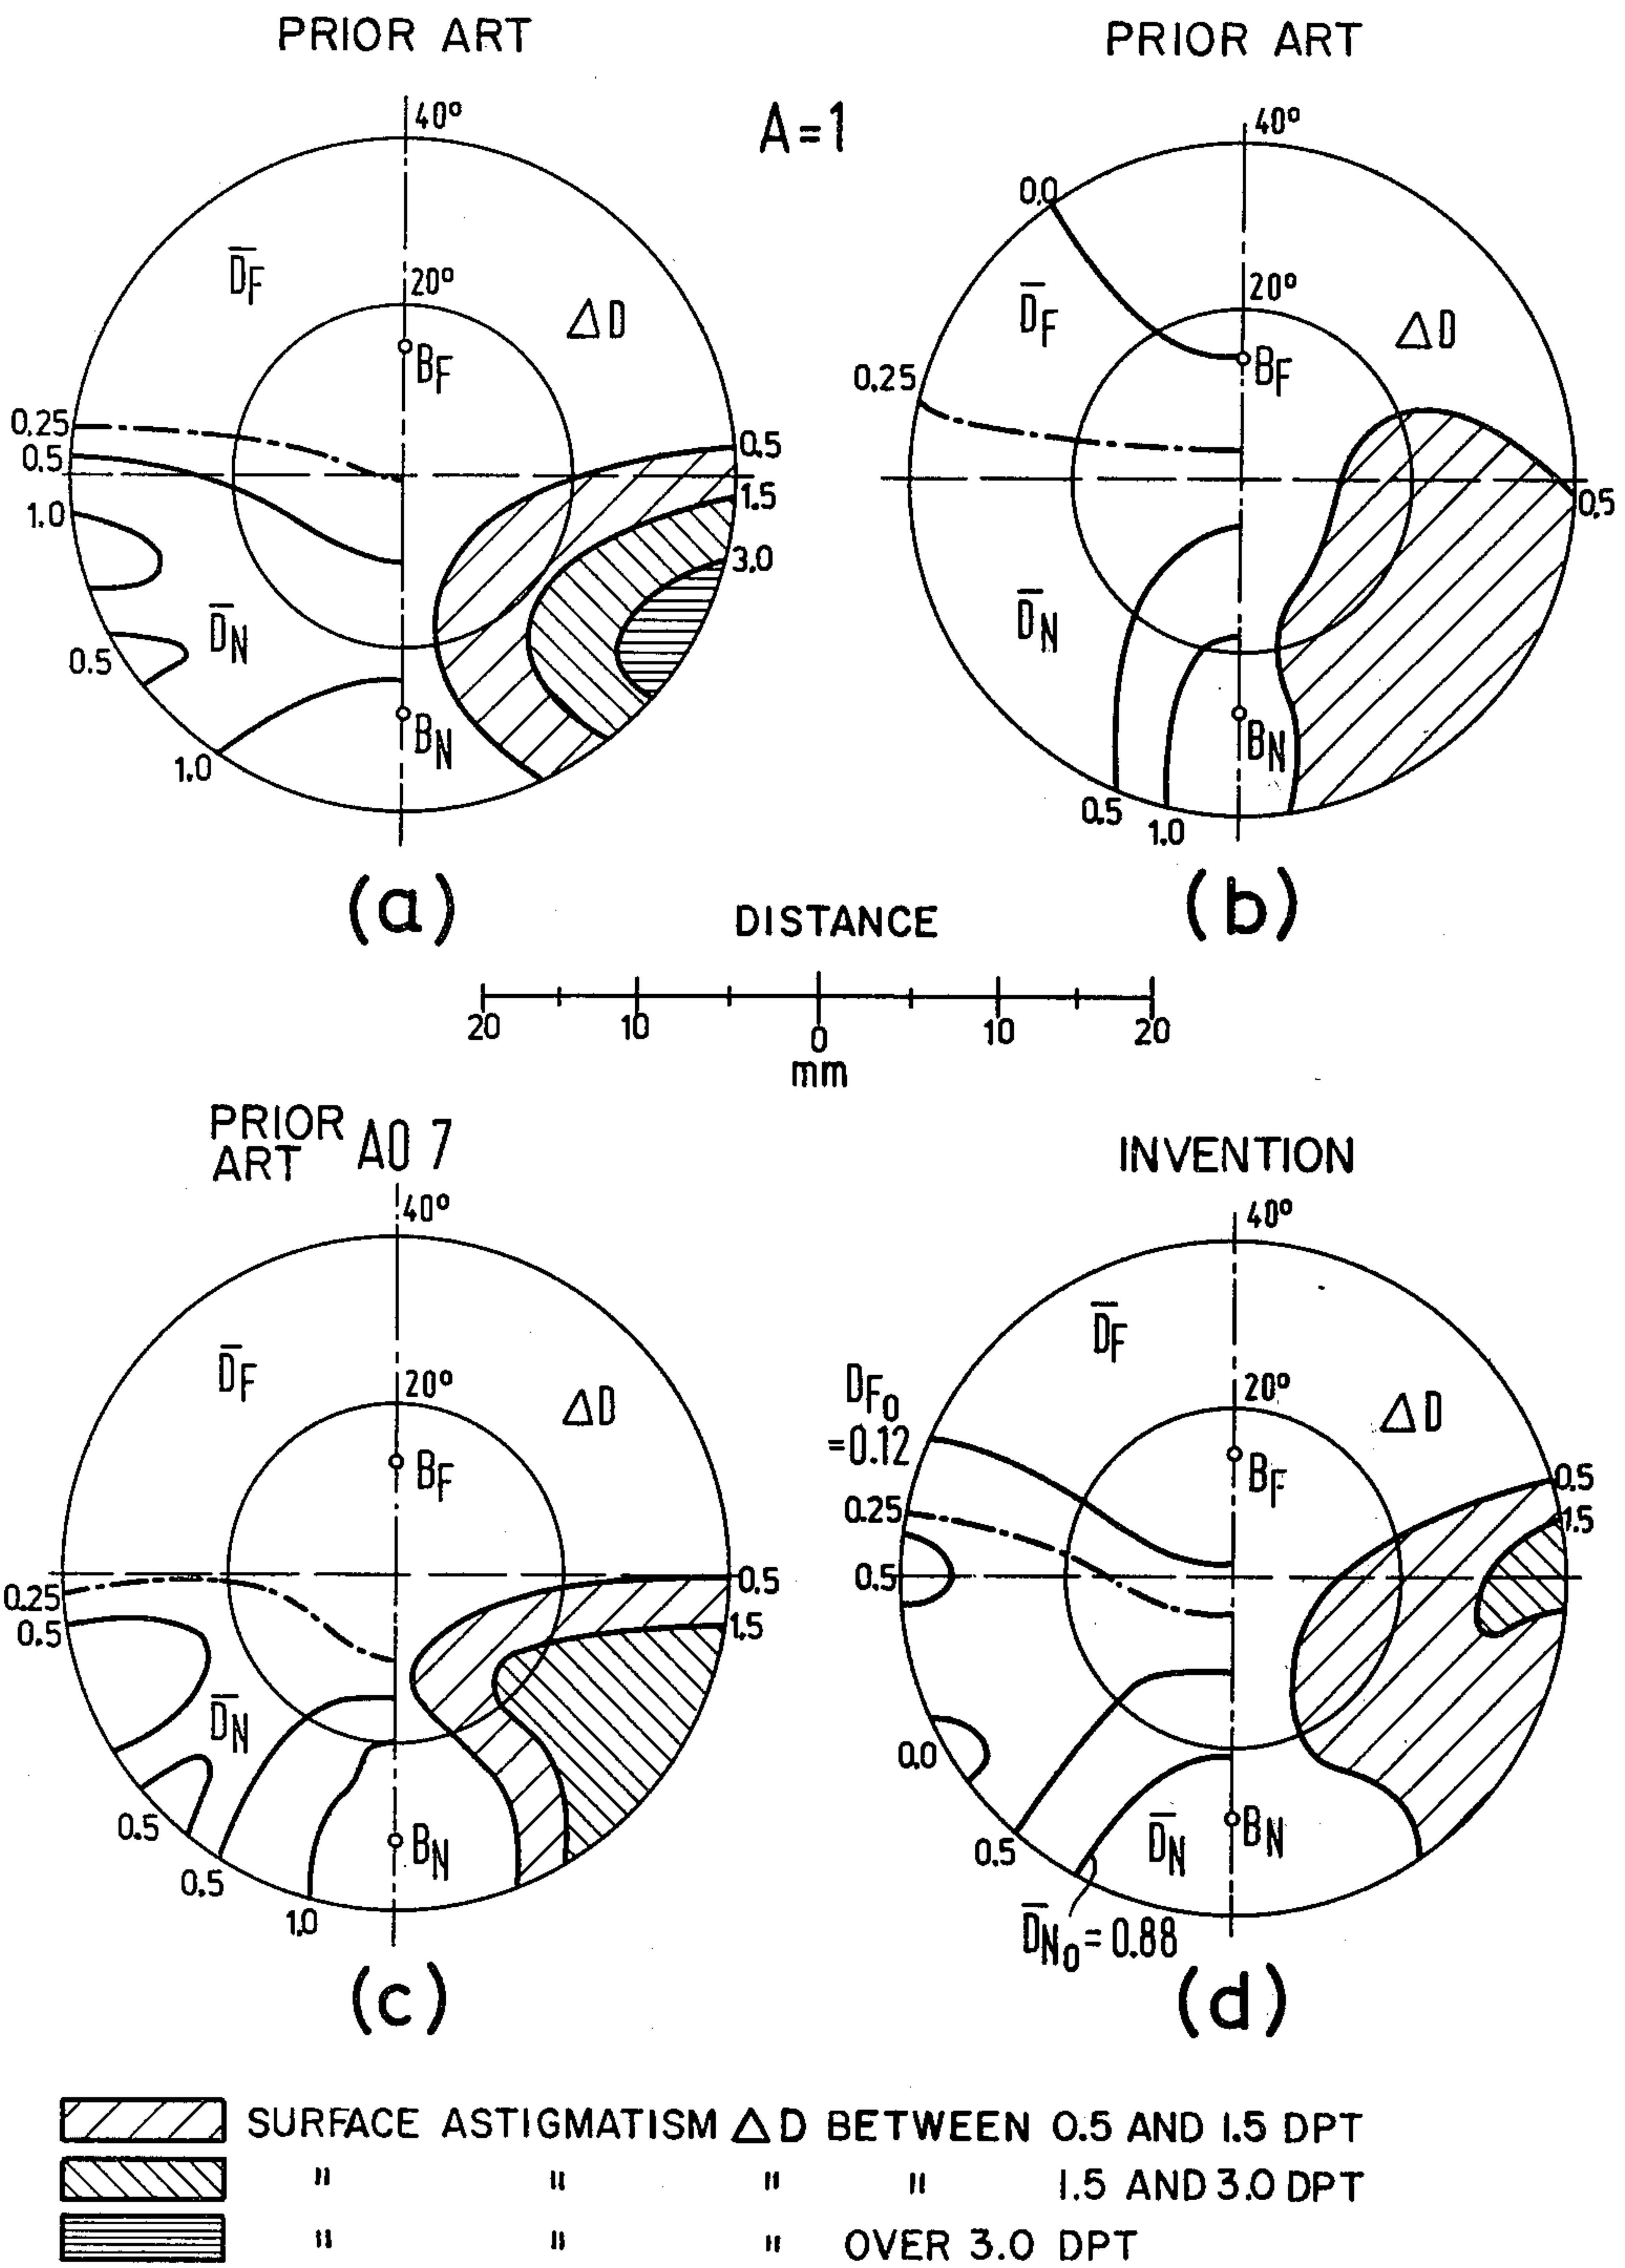 PRIOR ART
PRIOR ART
A=1
40°
40°
0.0
D̅F
20°
ΔD
BF
D̅F
20°
ΔD
BF
0.25
0.25
0.5
1.0
0.5
1.5
3.0
0.5
D̅N
0.5
BN
1.0
D̅N
BN
0.5
1.0
(a)
(b)
DISTANCE
20
10
0
10
20
mm
PRIOR
ART
AO 7
INVENTION
40°
40°
D̅F
20°
ΔD
BF
D̅F
DF0
=0.12
20°
ΔD
BF
0.25
0.5
0.5
1.5
0.25
0.5
0.5
1.5
D̅N
0.5
0.5
1.0
BN
0.0
0.5
D̅N
BN
D̅N0=0.88
(c)
(d)
SURFACE ASTIGMATISM ΔD BETWEEN 0.5 AND 1.5 DPT
" " " " 1.5 AND 3.0 DPT
" " " OVER 3.0 DPT